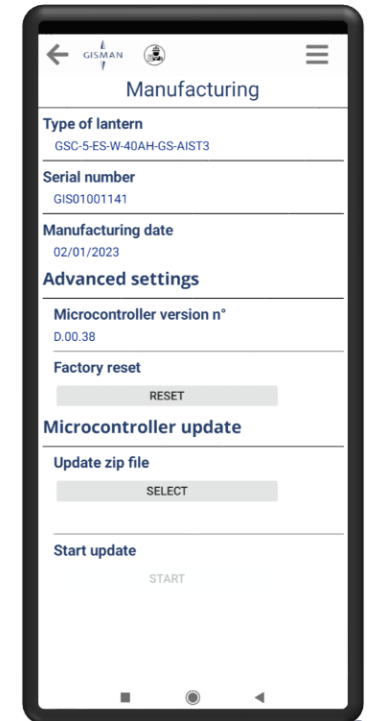 GISMAN
Manufacturing
Type of lantern
GSC-5-ES-W-40AH-GS-AIST3
Serial number
GIS01001141
Manufacturing date
02/01/2023
Advanced settings
Microcontroller version n°
D.00.38
Factory reset
RESET
Microcontroller update
Update zip file
SELECT
Start update
START